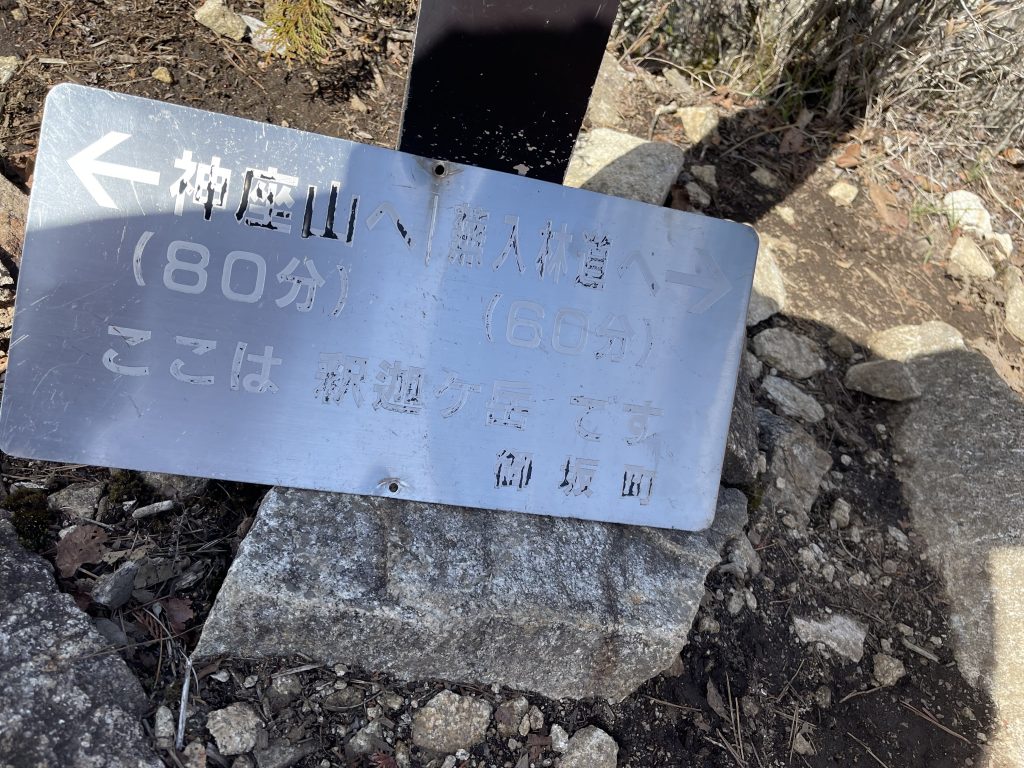 ← 神座山へ | 蕪入林道へ →
(80分) (60分)
ここは 釈迦ケ岳 です
御坂町